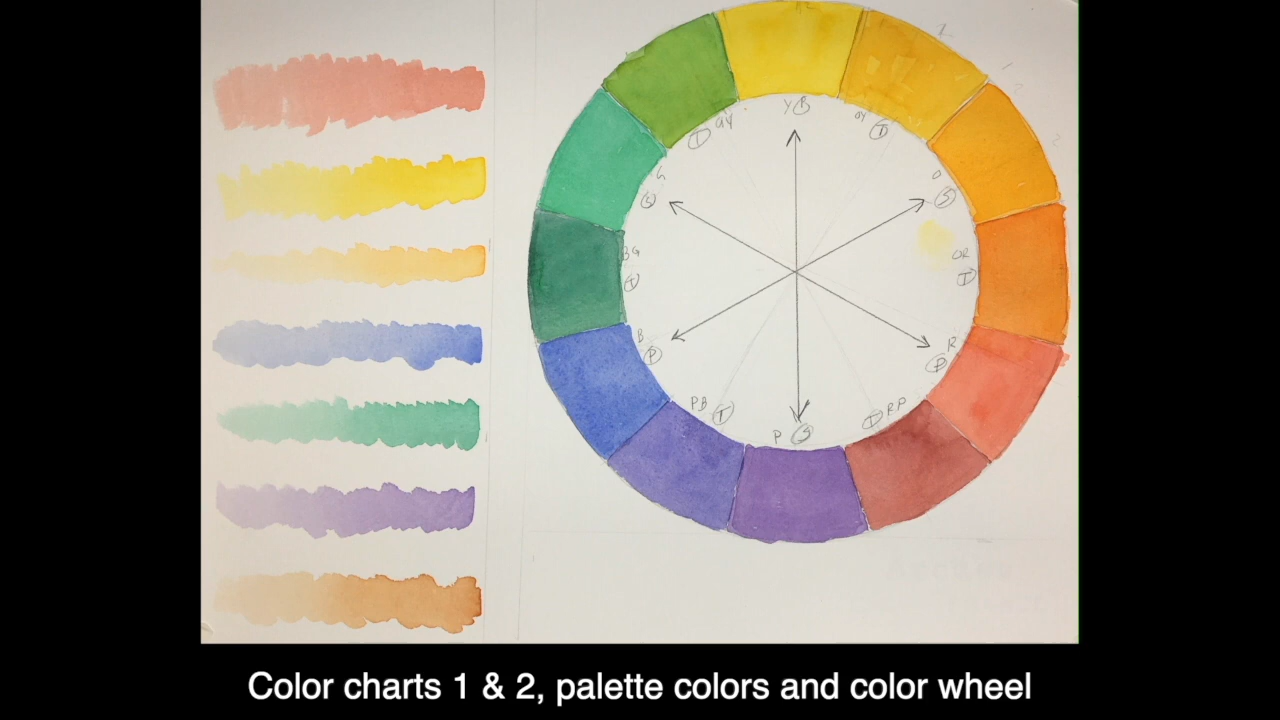 Y P
OY T
O S
OR T
R P
RP T
P S
PB T
B P
BG T
G S
GY T
Color charts 1 & 2, palette colors and color wheel